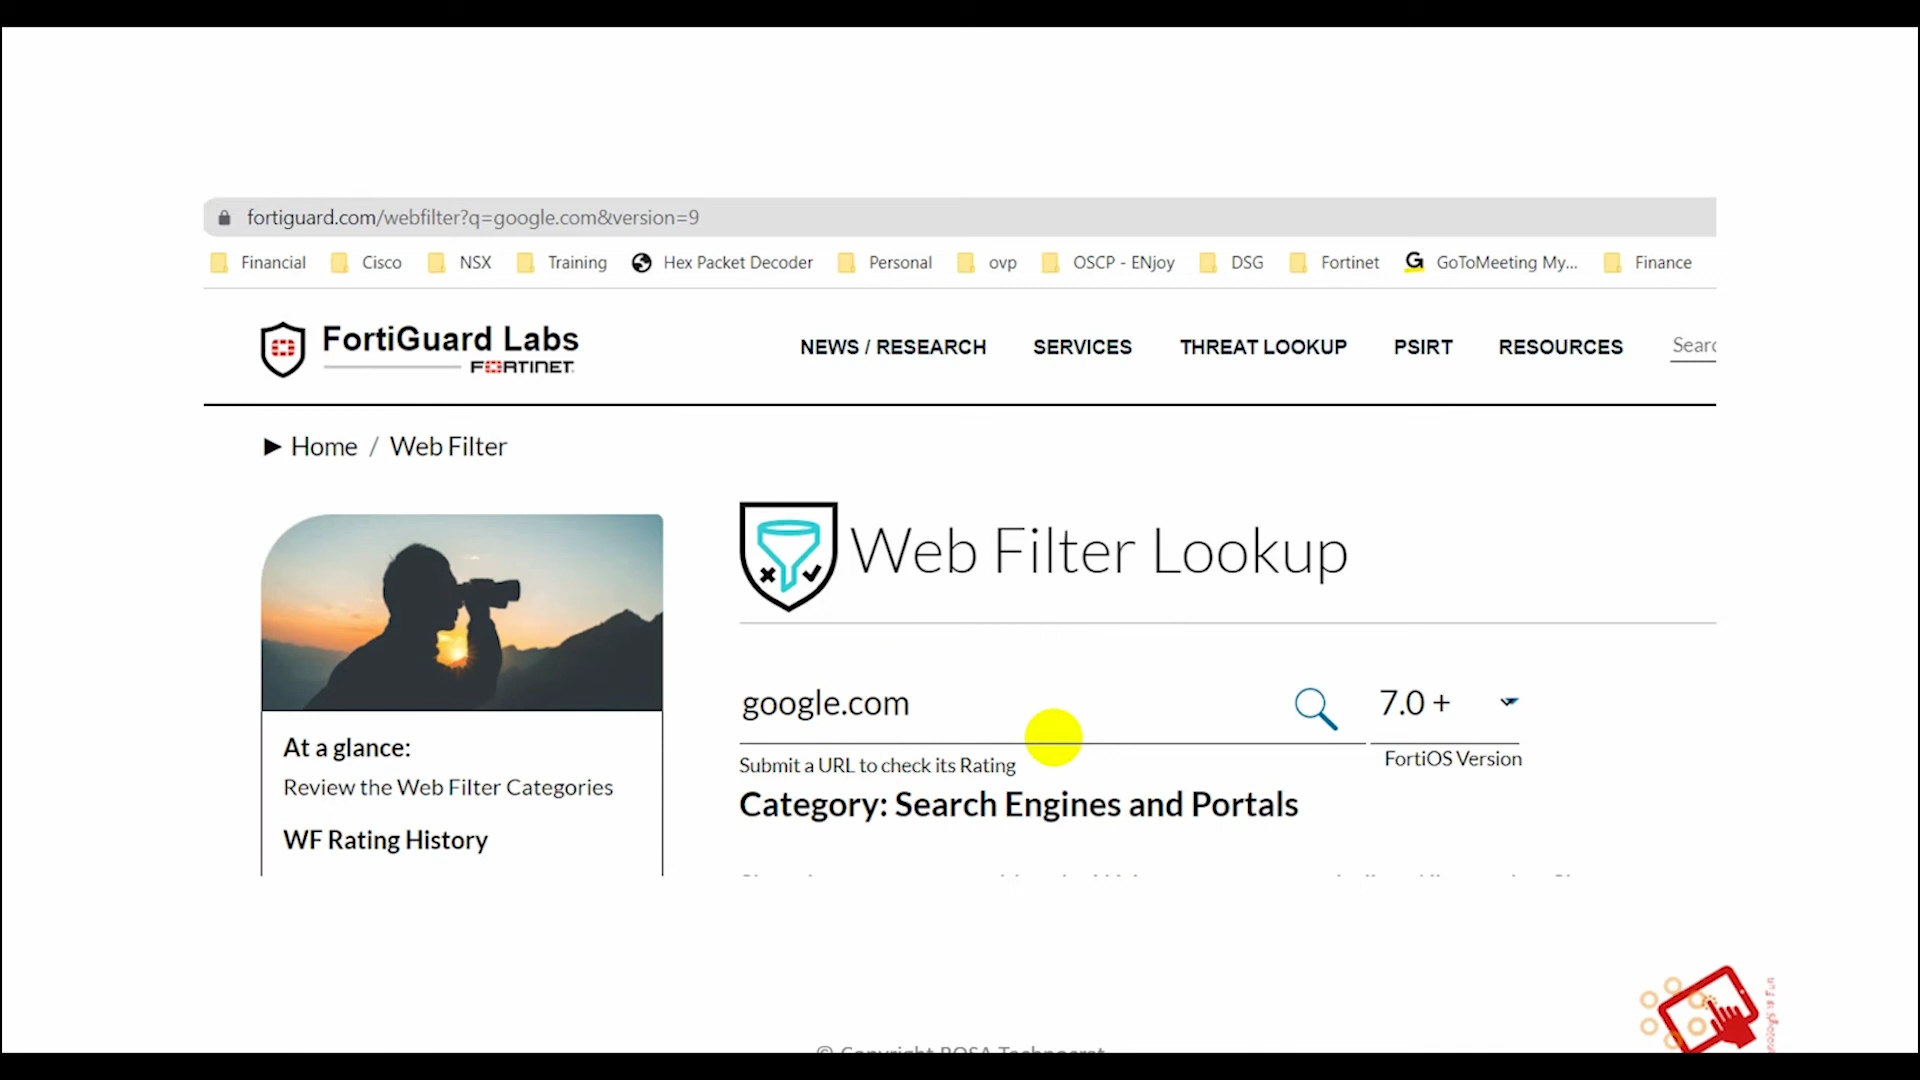 fortiguard.com/webfilter?q=google.com&version=9
Financial Cisco NSX Training Hex Packet Decoder Personal ovp OSCP - ENjoy DSG Fortinet GoToMeeting My... Finance
FortiGuard Labs
FORTINET
NEWS / RESEARCH SERVICES THREAT LOOKUP PSIRT RESOURCES Searc
Home / Web Filter
Web Filter Lookup
google.com 7.0 +
Submit a URL to check its Rating FortiOS Version
Category: Search Engines and Portals
At a glance:
Review the Web Filter Categories
WF Rating History